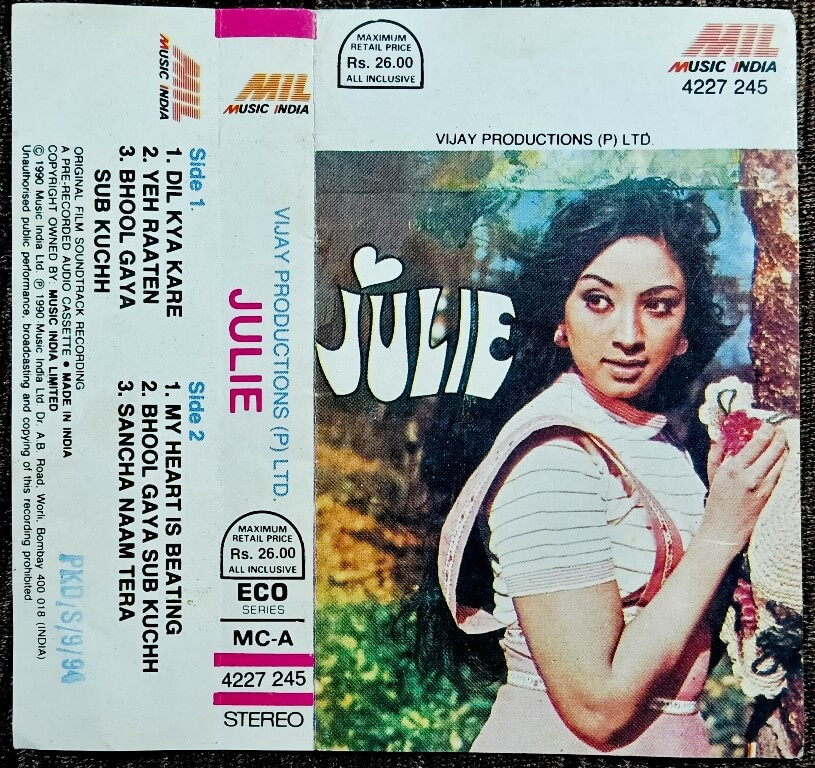 MIL
MUSIC INDIA
Side 1.
1. DIL KYA KARE
2. YEH RAATEN
3. BHOOL GAYA
SUB KUCHH
Side 2
1. MY HEART IS BEATING
2. BHOOL GAYA SUB KUCHH
3. SANCHA NAAM TERA
ORIGINAL FILM SOUNDTRACK RECORDING
A PRE-RECORDED AUDIO CASSETTE • MADE IN INDIA
COPYRIGHT OWNED BY: MUSIC INDIA LIMITED
© 1990 Music India Ltd. ℗ 1990 Music India Ltd. Dr. A.B. Road, Worli, Bombay 400 018 (INDIA)
Unauthorised public performance, broadcasting and copying of this recording prohibited
PKD/S/9/94
MIL
MUSIC INDIA
VIJAY PRODUCTIONS (P) LTD.
JULIE
MAXIMUM
RETAIL PRICE
Rs. 26.00
ALL INCLUSIVE
ECO
SERIES
MC-A
4227 245
STEREO
MAXIMUM
RETAIL PRICE
Rs. 26.00
ALL INCLUSIVE
MIL
MUSIC INDIA
4227 245
VIJAY PRODUCTIONS (P) LTD.
JULIE